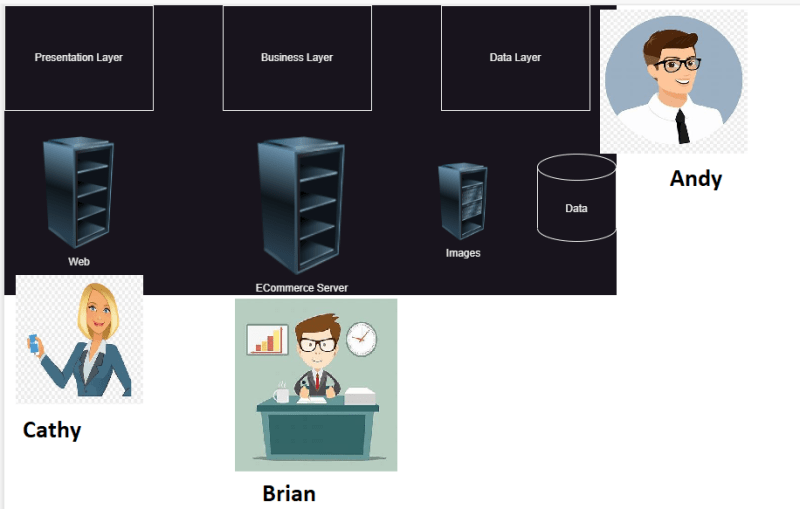 Presentation Layer
Business Layer
Data Layer
Andy
Data
Images
Web
ECommerce Server
Cathy
Brian